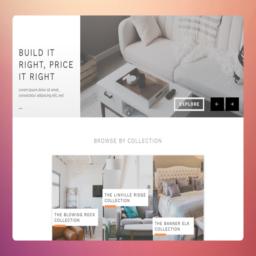 BUILD IT
RIGHT, PRICE
IT RIGHT
Lorem ipsum dolor sit amet,
consectetur adipiscing elit, sed
EXPLORE
BROWSE BY COLLECTION
THE BLOWING ROCK
COLLECTION
THE LINVILLE RIDGE
COLLECTION
THE BANNER ELK
COLLECTION